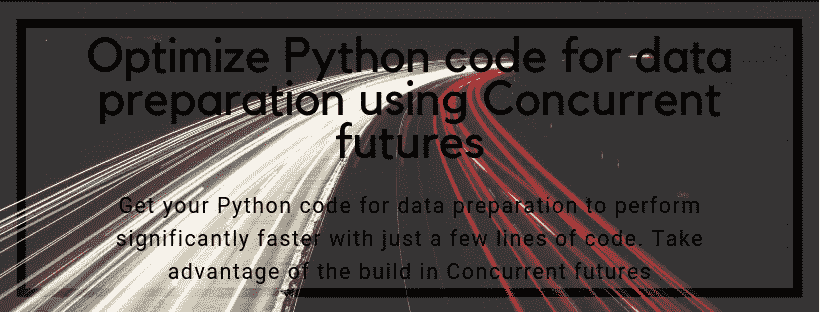 Optimize Python code for data
preparation using Concurrent
futures
Get your Python code for data preparation to perform
significantly faster with just a few lines of code. Take
advantage of the build in Concurrent futures